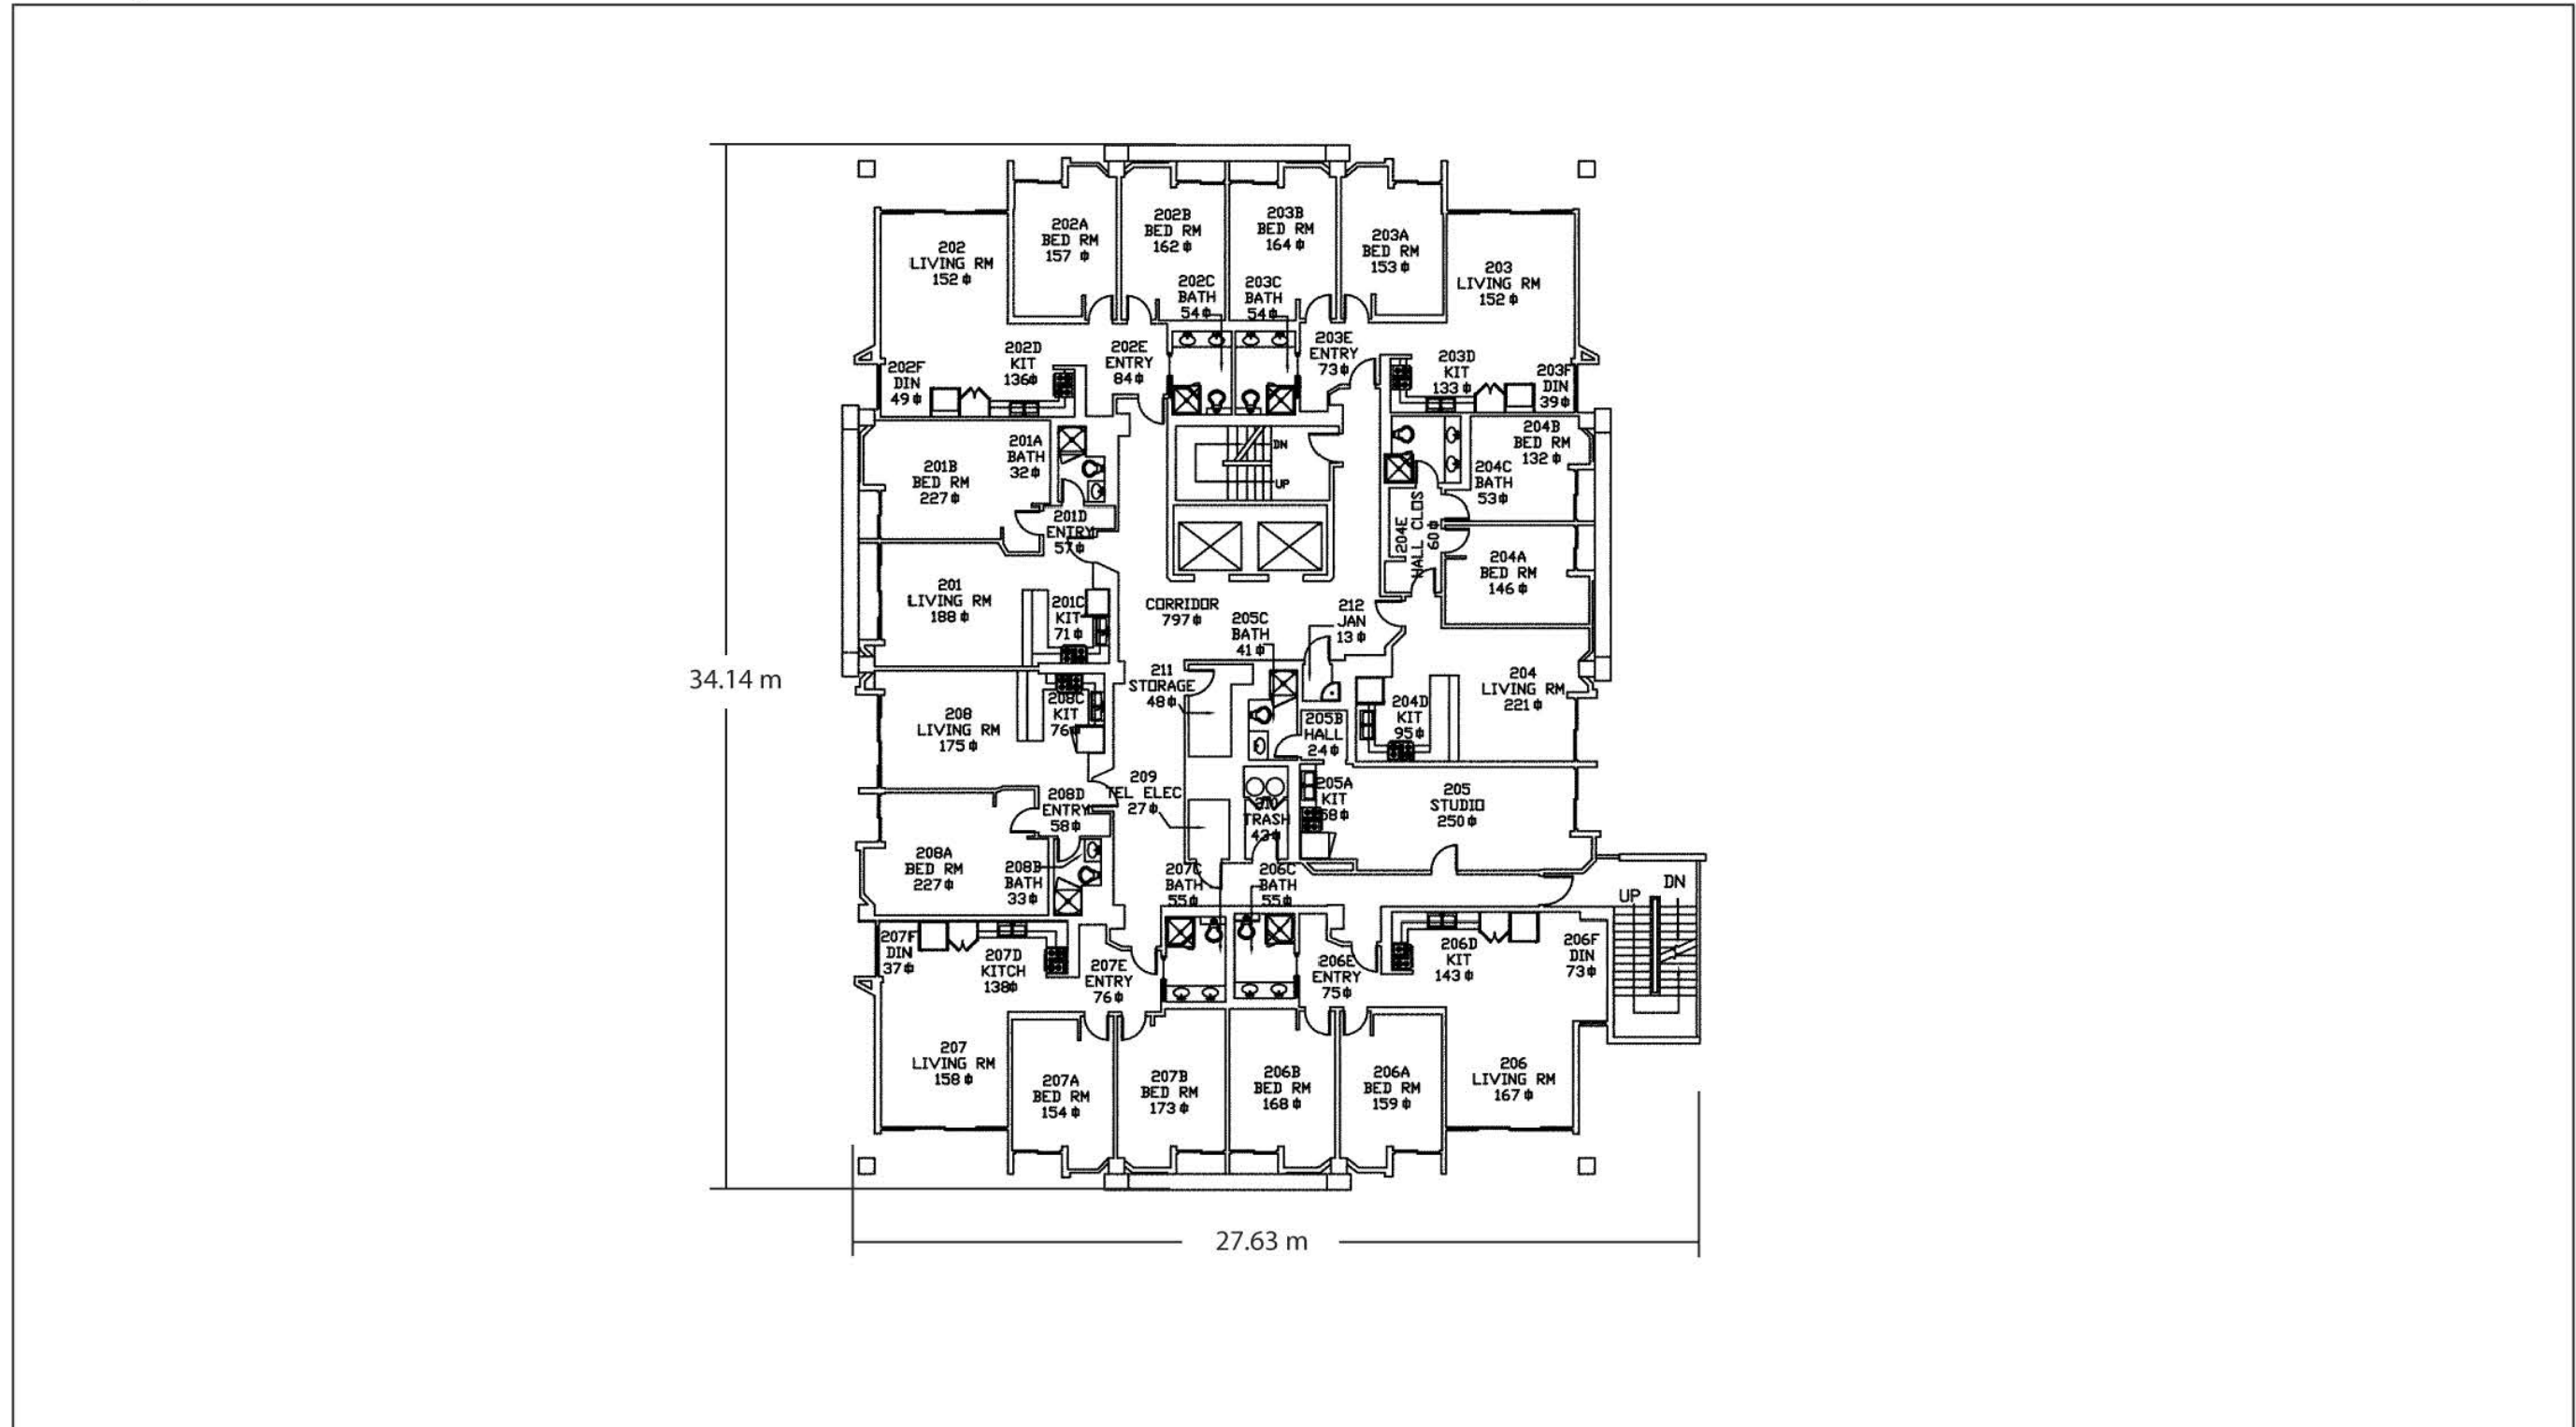 202A
BED RM
157 ⌽
202B
BED RM
162 ⌽
203B
BED RM
164 ⌽
203A
BED RM
153 ⌽
202
LIVING RM
152 ⌽
203
LIVING RM
152 ⌽
202C
BATH
54 ⌽
203C
BATH
54 ⌽
202D
KIT
136⌽
202E
ENTRY
84 ⌽
203E
ENTRY
73 ⌽
203D
KIT
133 ⌽
202F
DIN
49 ⌽
203F
DIN
39 ⌽
201A
BATH
32 ⌽
201B
BED RM
227 ⌽
DN
UP
204B
BED RM
132 ⌽
204C
BATH
53 ⌽
201D
ENTRY
57 ⌽
204E
HALL CLOS
60 ⌽
204A
BED RM
146 ⌽
201
LIVING RM
188 ⌽
201C
KIT
71 ⌽
CORRIDOR
797 ⌽
205C
BATH
41 ⌽
212
JAN
13 ⌽
34.14 m
211
STORAGE
48 ⌽
204
LIVING RM
221 ⌽
208
LIVING RM
175 ⌽
208C
KIT
76⌽
205B
HALL
24 ⌽
204D
KIT
95 ⌽
209
TEL ELEC
27 ⌽
208D
ENTRY
58 ⌽
210
TRASH
43 ⌽
205A
KIT
68 ⌽
205
STUDIO
250 ⌽
208A
BED RM
227 ⌽
208B
BATH
33 ⌽
207C
BATH
55 ⌽
206C
BATH
55 ⌽
UP
DN
207F
DIN
37 ⌽
207D
KITCH
138⌽
207E
ENTRY
76 ⌽
206E
ENTRY
75 ⌽
206D
KIT
143 ⌽
206F
DIN
73 ⌽
207
LIVING RM
158 ⌽
207A
BED RM
154 ⌽
207B
BED RM
173 ⌽
206B
BED RM
168 ⌽
206A
BED RM
159 ⌽
206
LIVING RM
167 ⌽
27.63 m